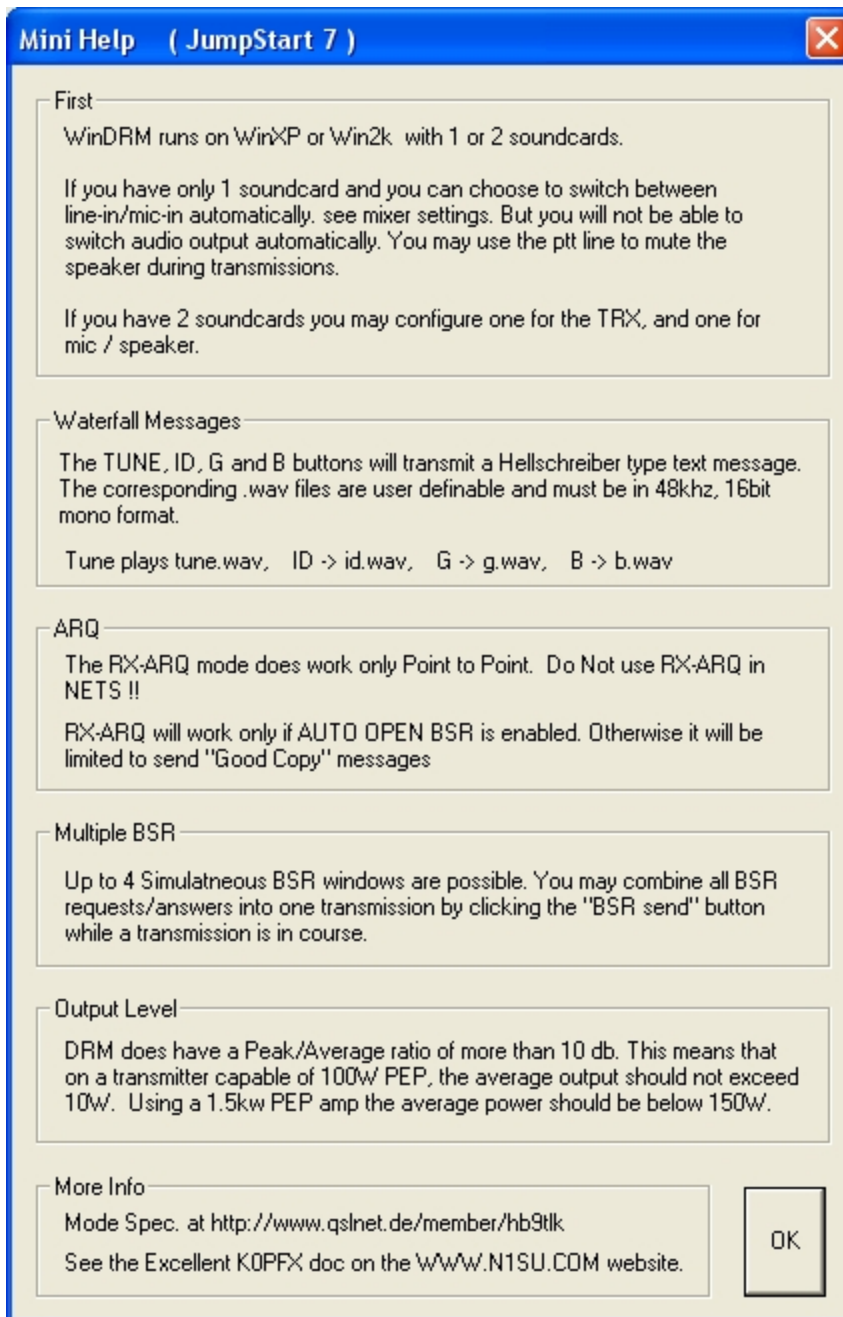 Mini Help ( JumpStart 7 )
First
WinDRM runs on WinXP or Win2k with 1 or 2 soundcards.
If you have only 1 soundcard and you can choose to switch between
line-in/mic-in automatically. see mixer settings. But you will not be able to
switch audio output automatically. You may use the ptt line to mute the
speaker during transmissions.
If you have 2 soundcards you may configure one for the TRX, and one for
mic / speaker.
Waterfall Messages
The TUNE, ID, G and B buttons will transmit a Hellschreiber type text message.
The corresponding .wav files are user definable and must be in 48khz, 16bit
mono format.
Tune plays tune.wav, ID -> id.wav, G -> g.wav, B -> b.wav
ARQ
The RX-ARQ mode does work only Point to Point. Do Not use RX-ARQ in
NETS !!
RX-ARQ will work only if AUTO OPEN BSR is enabled. Otherwise it will be
limited to send "Good Copy" messages
Multiple BSR
Up to 4 Simulatneous BSR windows are possible. You may combine all BSR
requests/answers into one transmission by clicking the "BSR send" button
while a transmission is in course.
Output Level
DRM does have a Peak/Average ratio of more than 10 db. This means that
on a transmitter capable of 100W PEP, the average output should not exceed
10W. Using a 1.5kw PEP amp the average power should be below 150W.
More Info
Mode Spec. at http://www.qslnet.de/member/hb9tlk
See the Excellent K0PFX doc on the WWW.N1SU.COM website.
OK